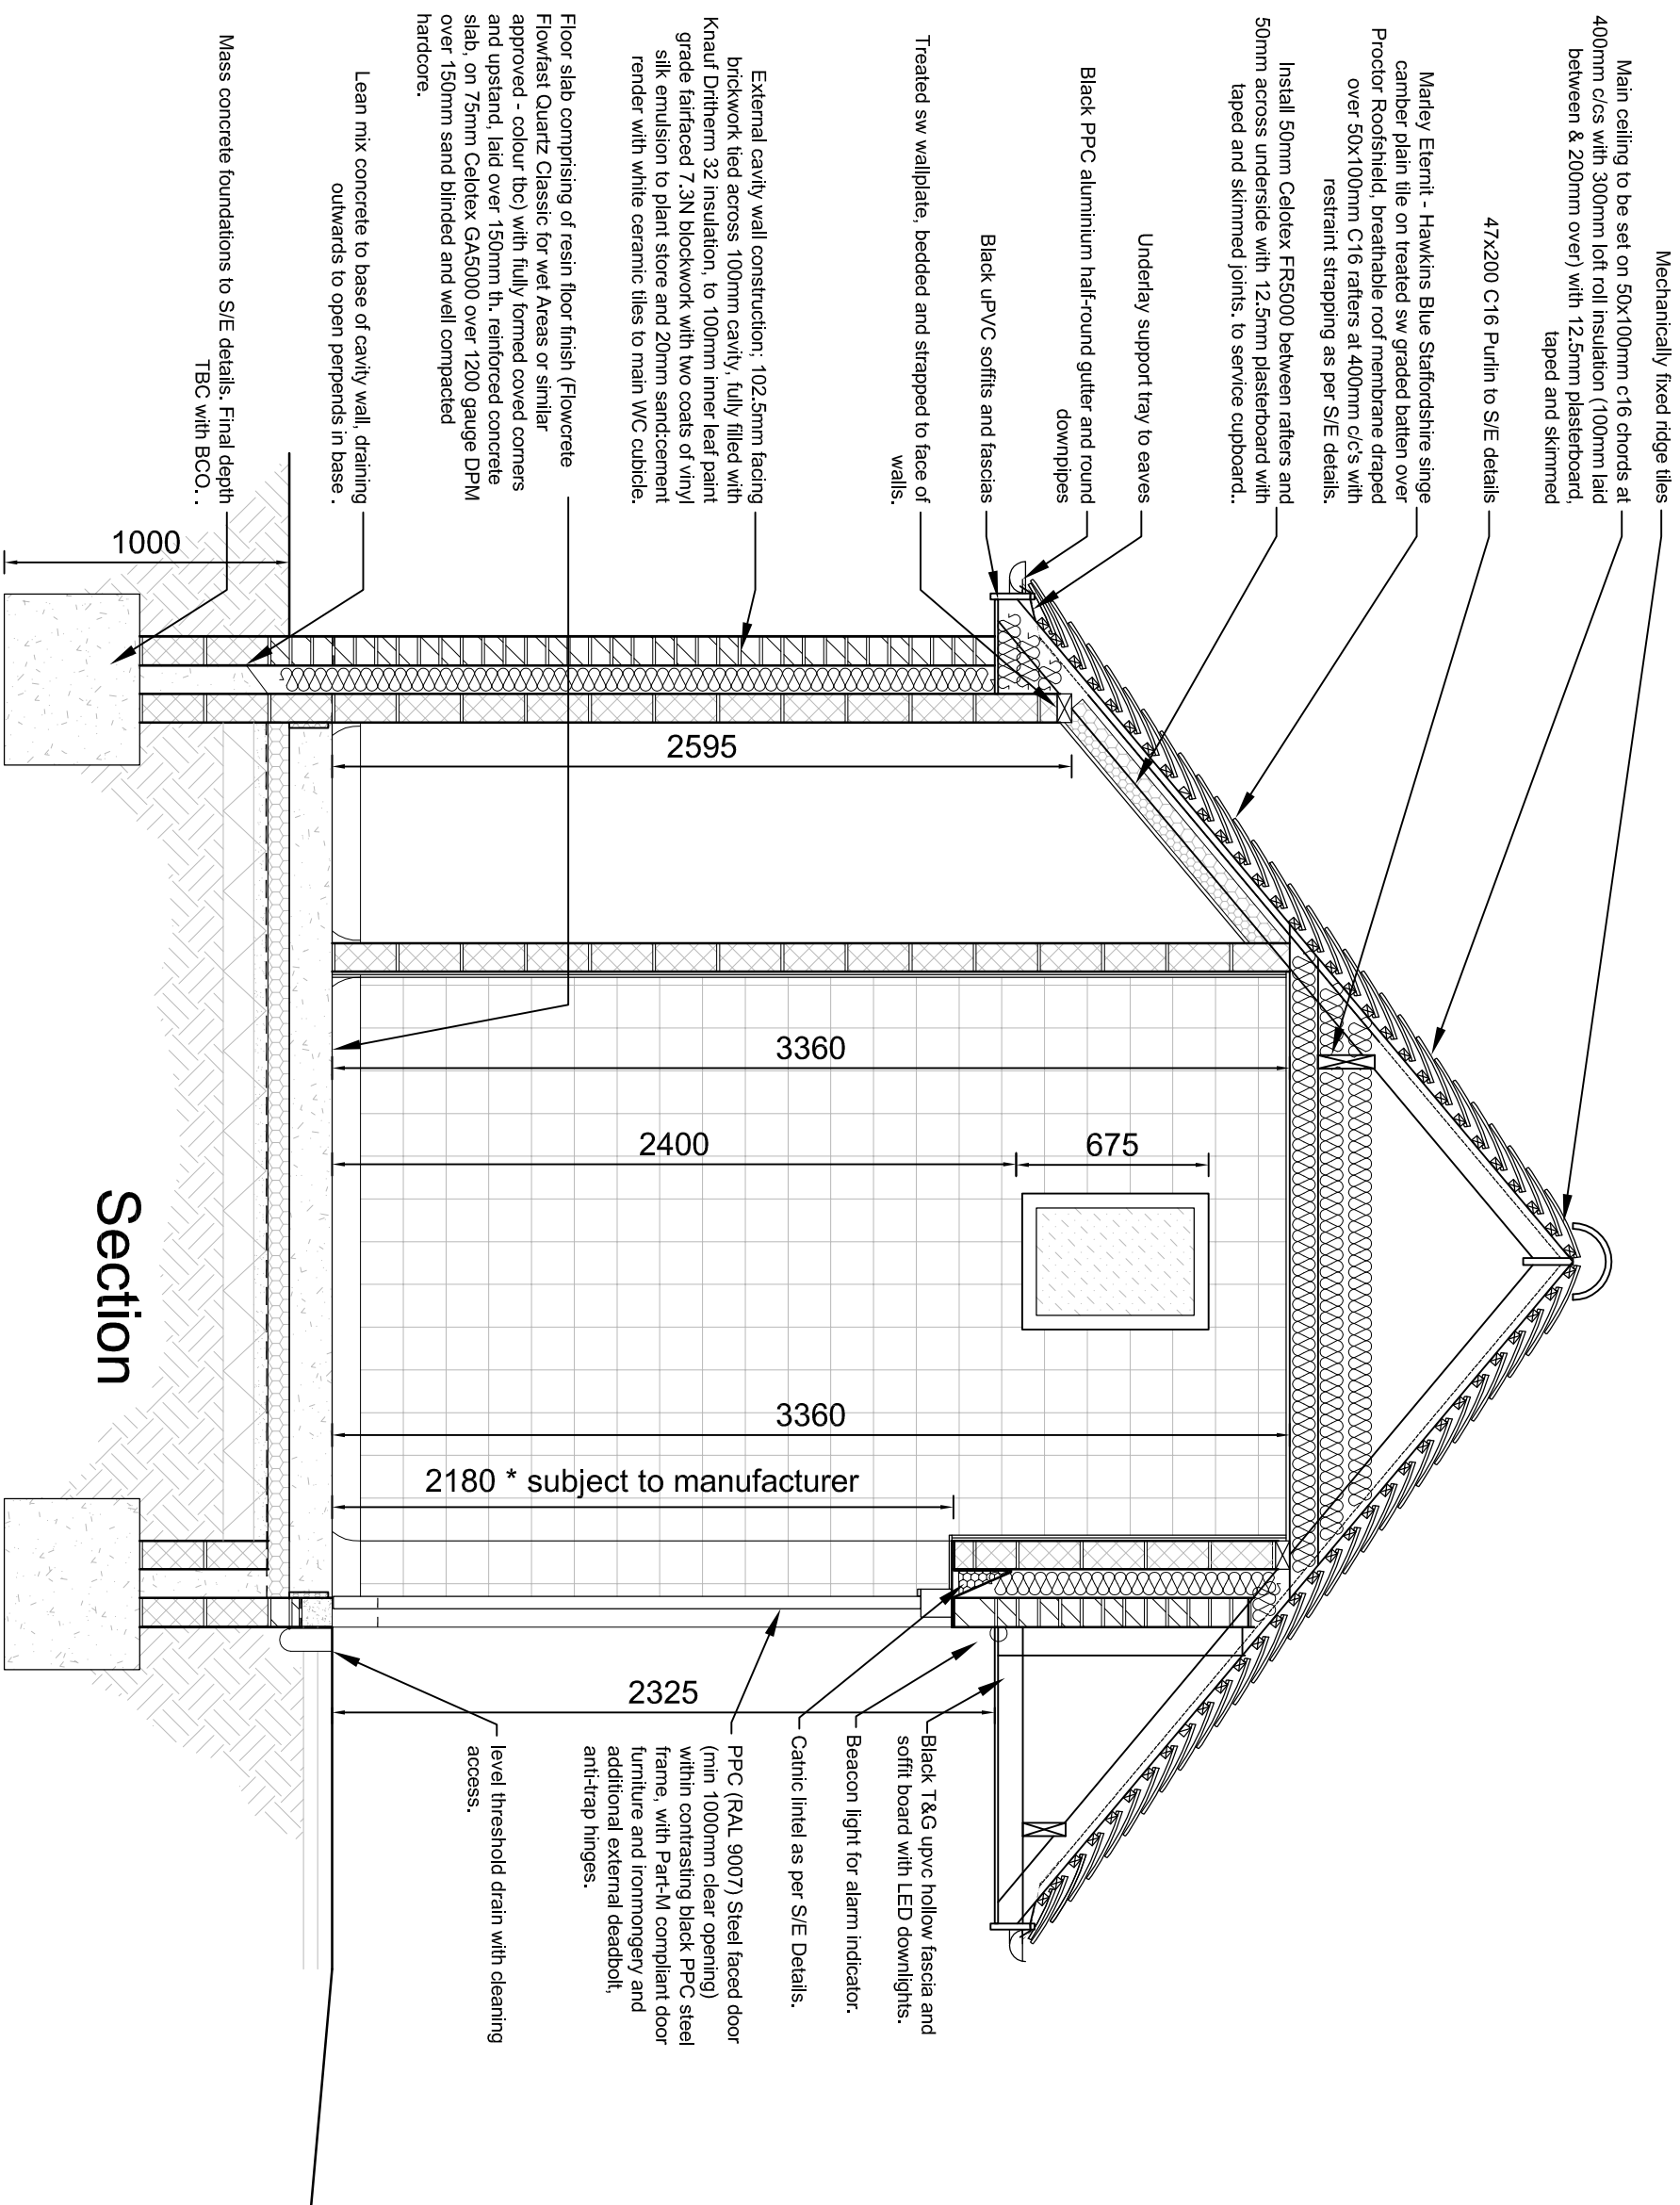 Mechanically fixed ridge tiles
Main ceiling to be set on 50x100mm c16 chords at
400mm c/cs with 300mm loft roll insulation (100mm laid
between & 200mm over) with 12.5mm plasterboard,
taped and skimmed
47x200 C16 Purlin to S/E details
Marley Eternit - Hawkins Blue Staffordshire singe
camber plain tile on treated sw graded batten over
Proctor Roofshield, breathable roof membrane draped
over 50x100mm C16 rafters at 400mm c/c's with
restraint strapping as per S/E details.
Install 50mm Celotex FR5000 between rafters and
50mm across underside with 12.5mm plasterboard with
taped and skimmed joints. to service cupboard..
Underlay support tray to eaves
Black PPC aluminium half-round gutter and round
downpipes
Black uPVC soffits and fascias
Treated sw wallplate, bedded and strapped to face of
walls.
External cavity wall construction; 102.5mm facing
brickwork tied across 100mm cavity, fully filled with
Knauf Dritherm 32 insulation, to 100mm inner leaf paint
grade fairfaced 7.3N blockwork with two coats of vinyl
silk emulsion to plant store and 20mm sand:cement
render with white ceramic tiles to main WC cubicle.
Floor slab comprising of resin floor finish (Flowcrete
Flowfast Quartz Classic for wet Areas or similar
approved - colour tbc) with fiully formed coved corners
and upstand, laid over 150mm th. reinforced concrete
slab, on 75mm Celotex GA5000 over 1200 gauge DPM
over 150mm sand blinded and well compacted
hardcore.
Lean mix concrete to base of cavity wall, draining
outwards to open perpends in base .
Mass concrete foundations to S/E details. Final depth
TBC with BCO. .
1000
2595
3360
2400
675
3360
2180 * subject to manufacturer
2325
Black T&G upvc hollow fascia and
soffit board with LED downlights.
Beacon light for alarm indicator.
Catnic lintel as per S/E Details.
PPC (RAL 9007) Steel faced door
(min 1000mm clear opening)
within contrasting black PPC steel
frame, with Part-M compliant door
furniture and ironmongery and
additional external deadbolt,
anti-trap hinges.
level threshold drain with cleaning
access.
Section